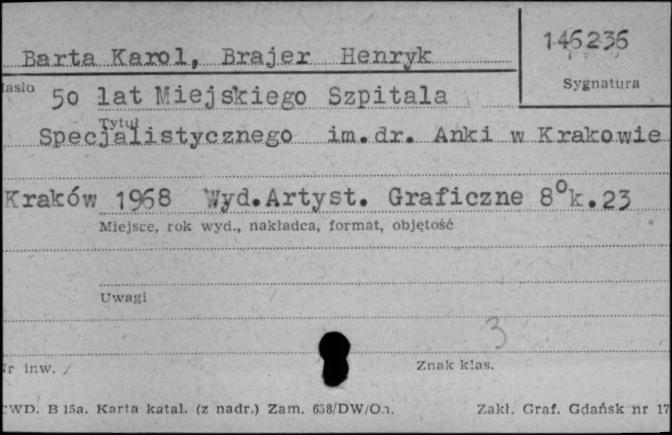 146236
Barta Karol, Brajer Henryk
Sygnatura
50 lat Miejskiego Szpitala
Tytuł
Specjalistycznego im.dr. Anki w Krakowie
Kraków 1968 Wyd.Artyst. Graficzne 8°k.23
Miejsce, rok wyd., nakładca, format, objętość
Uwagi
3
Nr inw.
Znak klas.
CWD. B 15a. Karta katal. (z nadr.) Zam. 658/DW/On. Zakł. Graf. Gdańsk nr 17